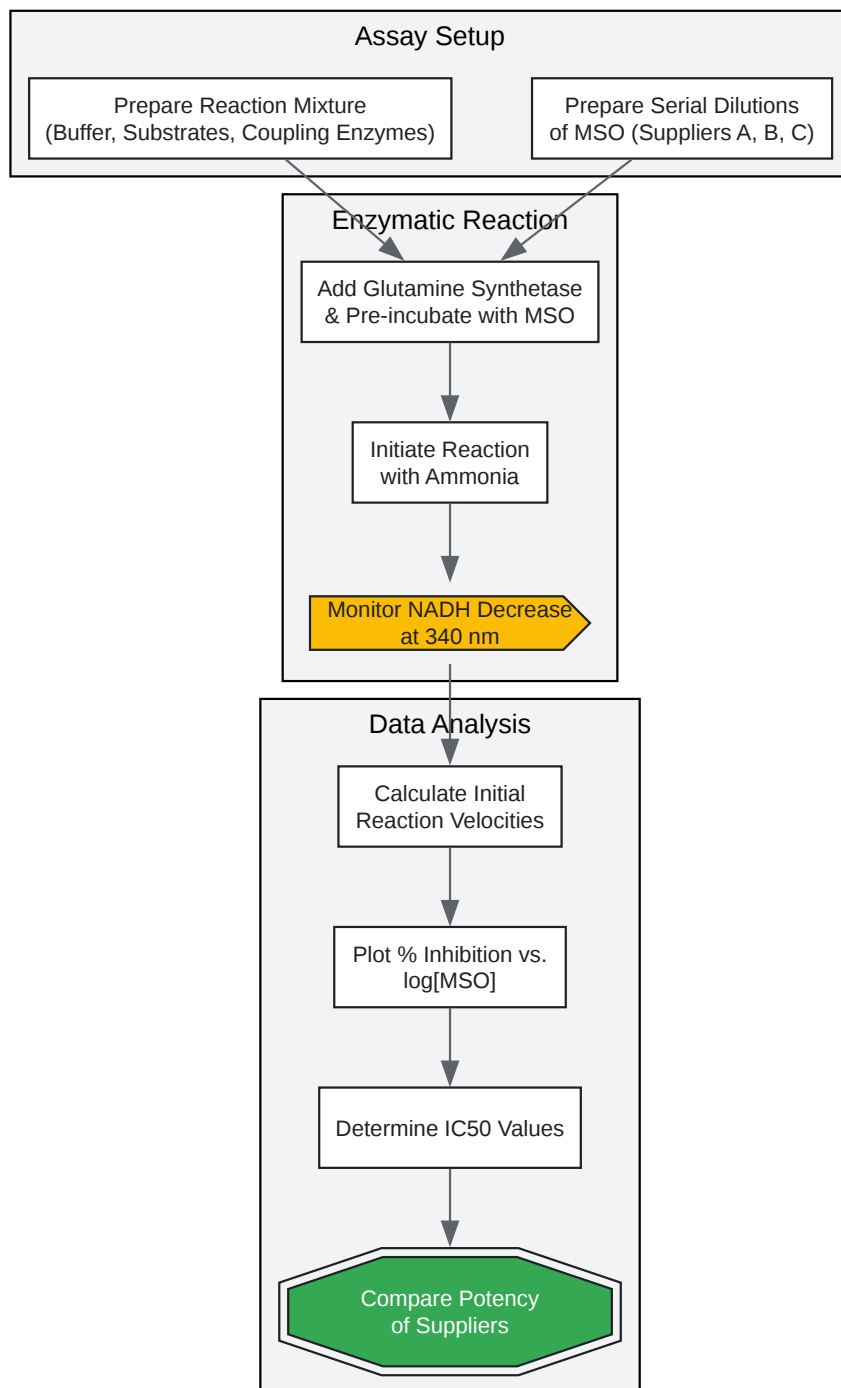 Assay Setup
Prepare Reaction Mixture
(Buffer, Substrates, Coupling Enzymes)
Prepare Serial Dilutions
of MSO (Suppliers A, B, C)
Enzymatic Reaction
Add Glutamine Synthetase
& Pre-incubate with MSO
Initiate Reaction
with Ammonia
Monitor NADH Decrease
at 340 nm
Data Analysis
Calculate Initial
Reaction Velocities
Plot % Inhibition vs.
log[MSO]
Determine IC50 Values
Compare Potency
of Suppliers